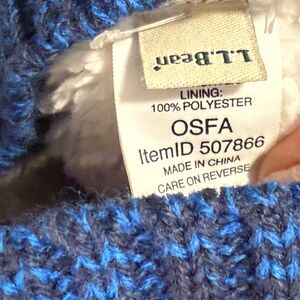 L.L.Bean
LINING:
100% POLYESTER
OSFA
ItemID 507866
MADE IN CHINA
CARE ON REVERSE